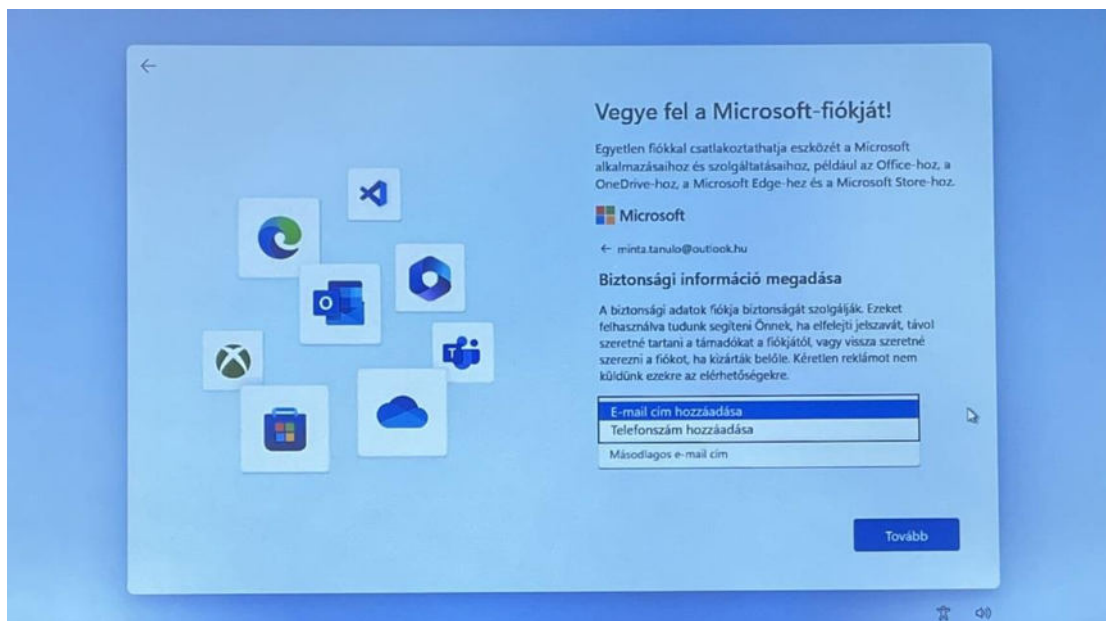 Vegye fel a Microsoft-fiókját!
Egyetlen fiókkal csatlakoztathatja eszközét a Microsoft
alkalmazásaihoz és szolgáltatásaihoz, például az Office-hoz, a
OneDrive-hoz, a Microsoft Edge-hez és a Microsoft Store-hoz.
Microsoft
← minta.tanulo@outlook.hu
Biztonsági információ megadása
A biztonsági adatok fiókja biztonságát szolgálják. Ezeket
felhasználva tudunk segíteni Önnek, ha elfelejti jelszavát, távol
szeretné tartani a támadókat a fiókjától, vagy vissza szeretné
szerezni a fiókot, ha kizárták belőle. Kéretlen reklámot nem
küldünk ezekre az elérhetőségekre.
E-mail cím hozzáadása
Telefonszám hozzáadása
Másodlagos e-mail cím
Tovább